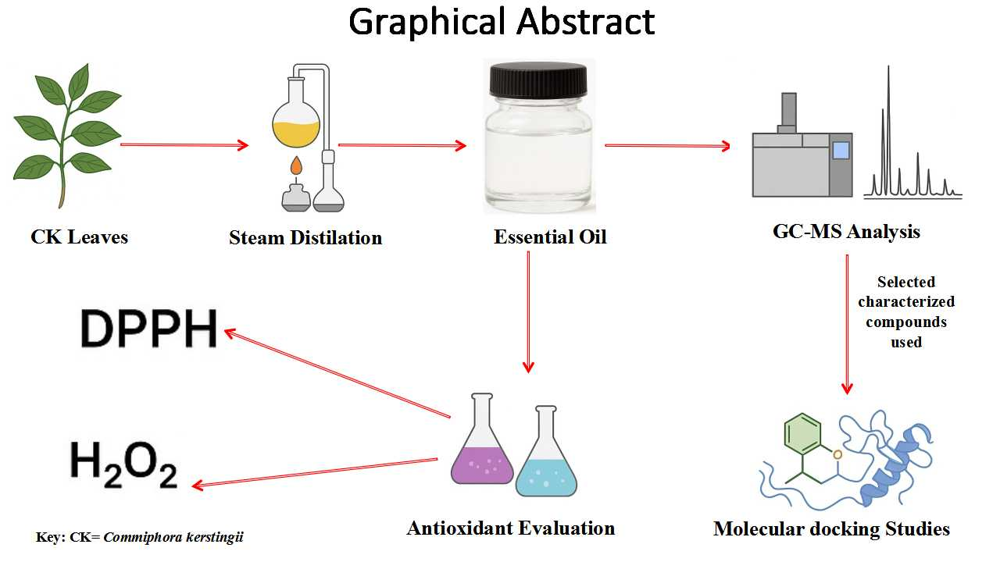 Graphical Abstract
CK Leaves
Steam Distilation
Essential Oil
GC-MS Analysis
Selected
characterized
compounds
used
DPPH
H₂O₂
Antioxidant Evaluation
Molecular docking Studies
Key: CK= Commiphora kerstingii